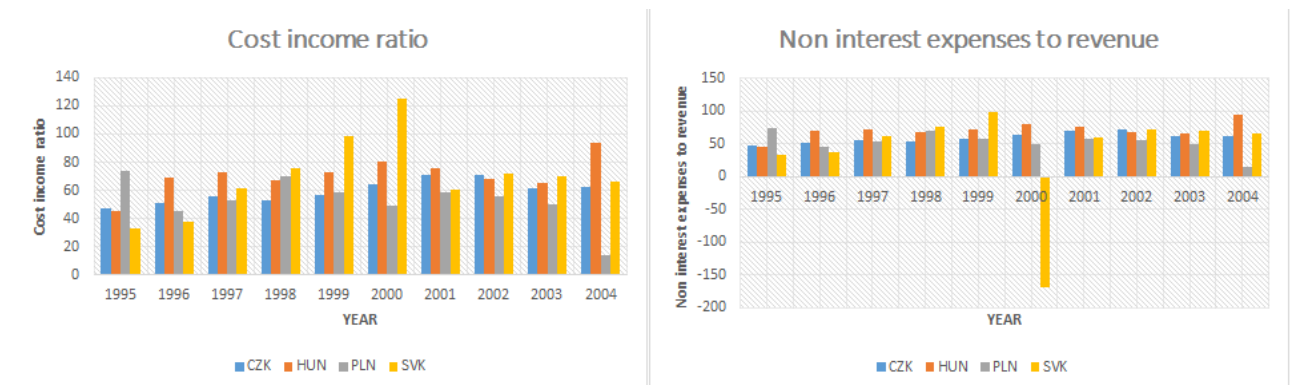 Cost income ratio
Cost income ratio
140
120
100
80
60
40
20
0
1995 1996 1997 1998 1999 2000 2001 2002 2003 2004
YEAR
CZK HUN PLN SVK
Non interest expenses to revenue
Non interest expenses to revenue
150
100
50
0
-50
-100
-150
-200
1995 1996 1997 1998 1999 2000 2001 2002 2003 2004
YEAR
CZK HUN PLN SVK